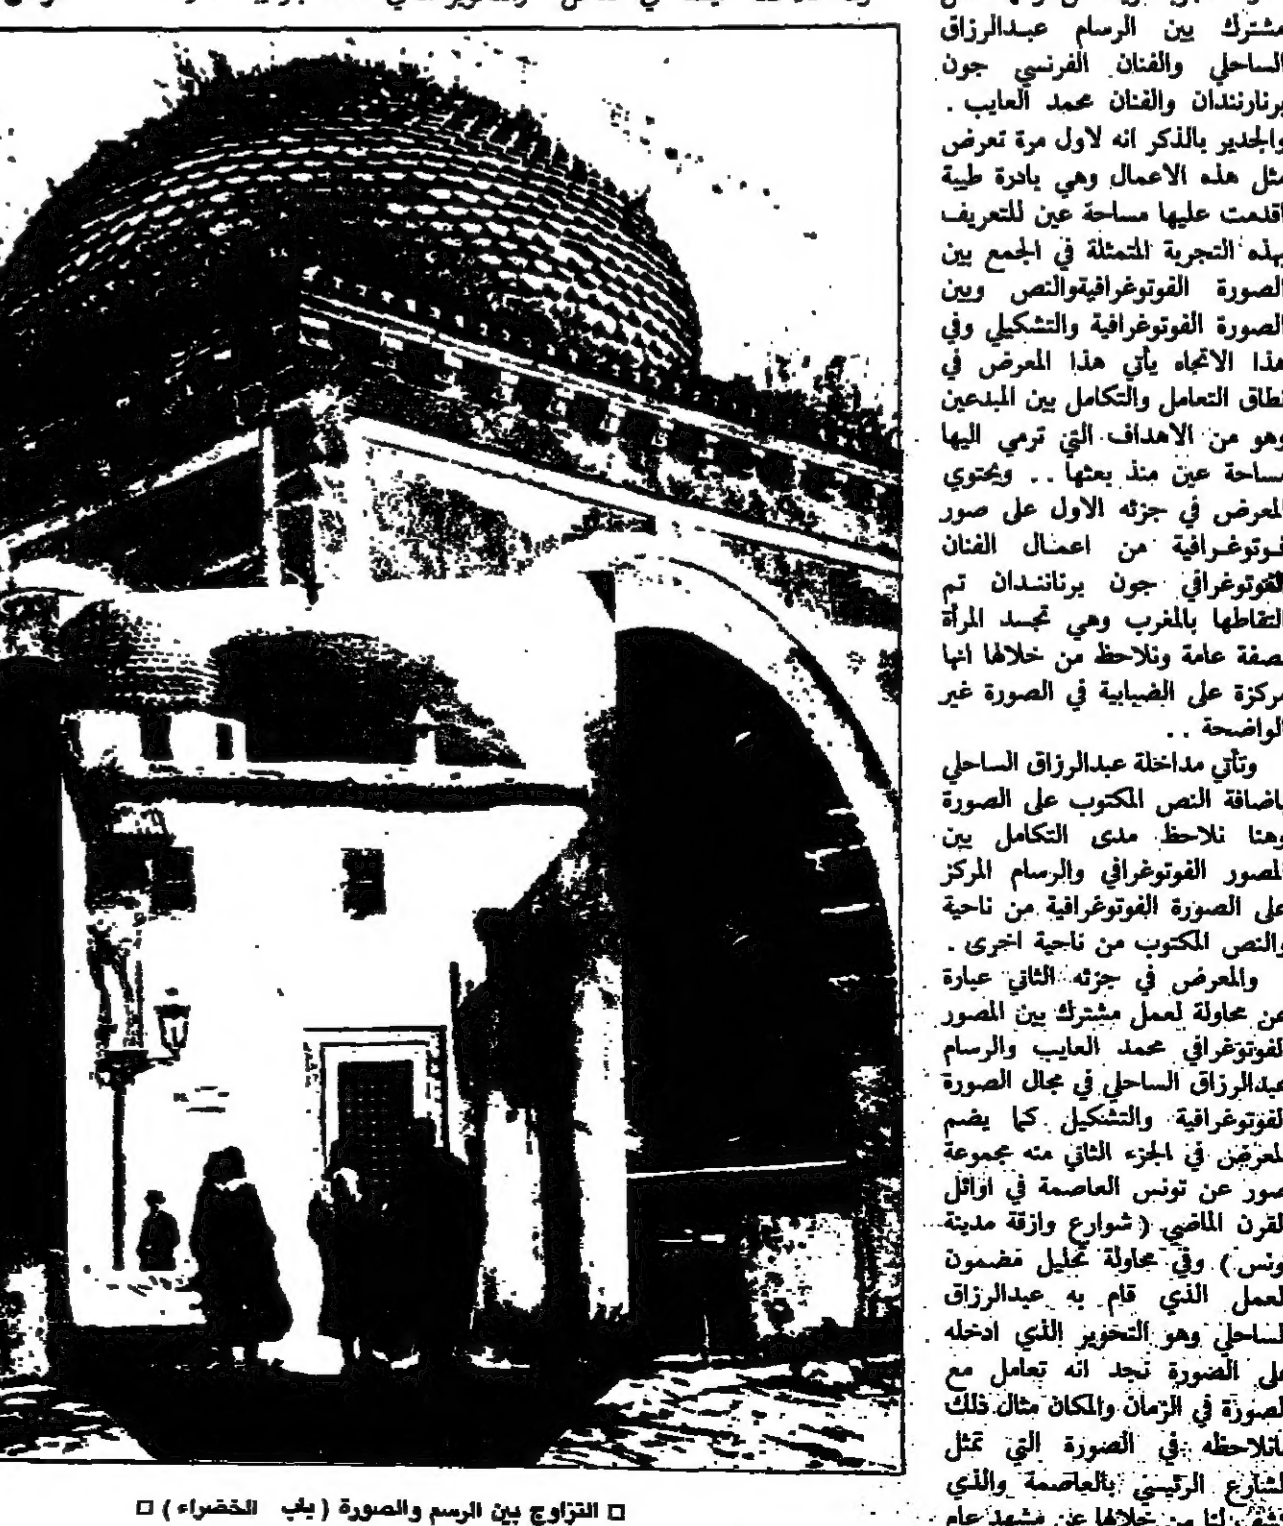 مشترك بين الرسام عبدالرزاق
الساحلي والفنان الفرنسي جون
برنارنندان والفنان محمد العايب .
والجدير بالذكر انه لاول مرة تعرض
مثل هذه الاعمال وهي بادرة طيبة
اقدمت عليها مساحة عين للتعريف
بهذه التجربة المتمثلة في الجمع بين
الصورة الفوتوغرافيةوالنص وبين
الصورة الفوتوغرافية والتشكيلي وفي
هذا الاتجاه يأتي هذا المعرض في
نطاق التعامل والتكامل بين المبدعين
وهو من الاهداف التي ترمي اليها
مساحة عين منذ بعثها .. ويحتوي
المعرض في جزئه الاول على صور
فوتوغرافية من اعمال الفنان
الفوتوغرافي جون برناننдان تم
التقاطها بالمغرب وهي تجسد المرأة
بصفة عامة ونلاحظ من خلالها انها
مركزة على الضبابية في الصورة غير
الواضحة ..
وتأتي مداخلة عبدالرزاق الساحلي
باضافة النص المكتوب على الصورة
وهنا نلاحظ مدى التكامل بين
المصور الفوتوغرافي والرسام المركز
على الصورة الفوتوغرافية من ناحية
والنص المكتوب من ناحية اخرى .
والمعرض في جزئه الثاني عبارة
عن محاولة لعمل مشترك بين المصور
الفوتوغرافي محمد العايب والرسام
عبدالرزاق الساحلي في مجال الصورة
الفوتوغرافية والتشكيل كما يضم
المعرض في الجزء الثاني منه مجموعة
صور عن تونس العاصمة في اوائل
القرن الماضي ( شوارع وازقة مدينة
تونس ) وفي محاولة تحليل مضمون
العمل الذي قام به عبدالرزاق
الساحلي وهو التحوير الذي ادخله
على الصورة نجد انه تعامل مع
الصورة في الزمان والمكان مثال ذلك
مانلاحظه في الصورة التي تمثل
الشارع الرئيسي بالعاصمة والذي
لنا من خلالها عن مشهد عام
□ التزاوج بين الرسم والصورة ( باب الخضراء ) □